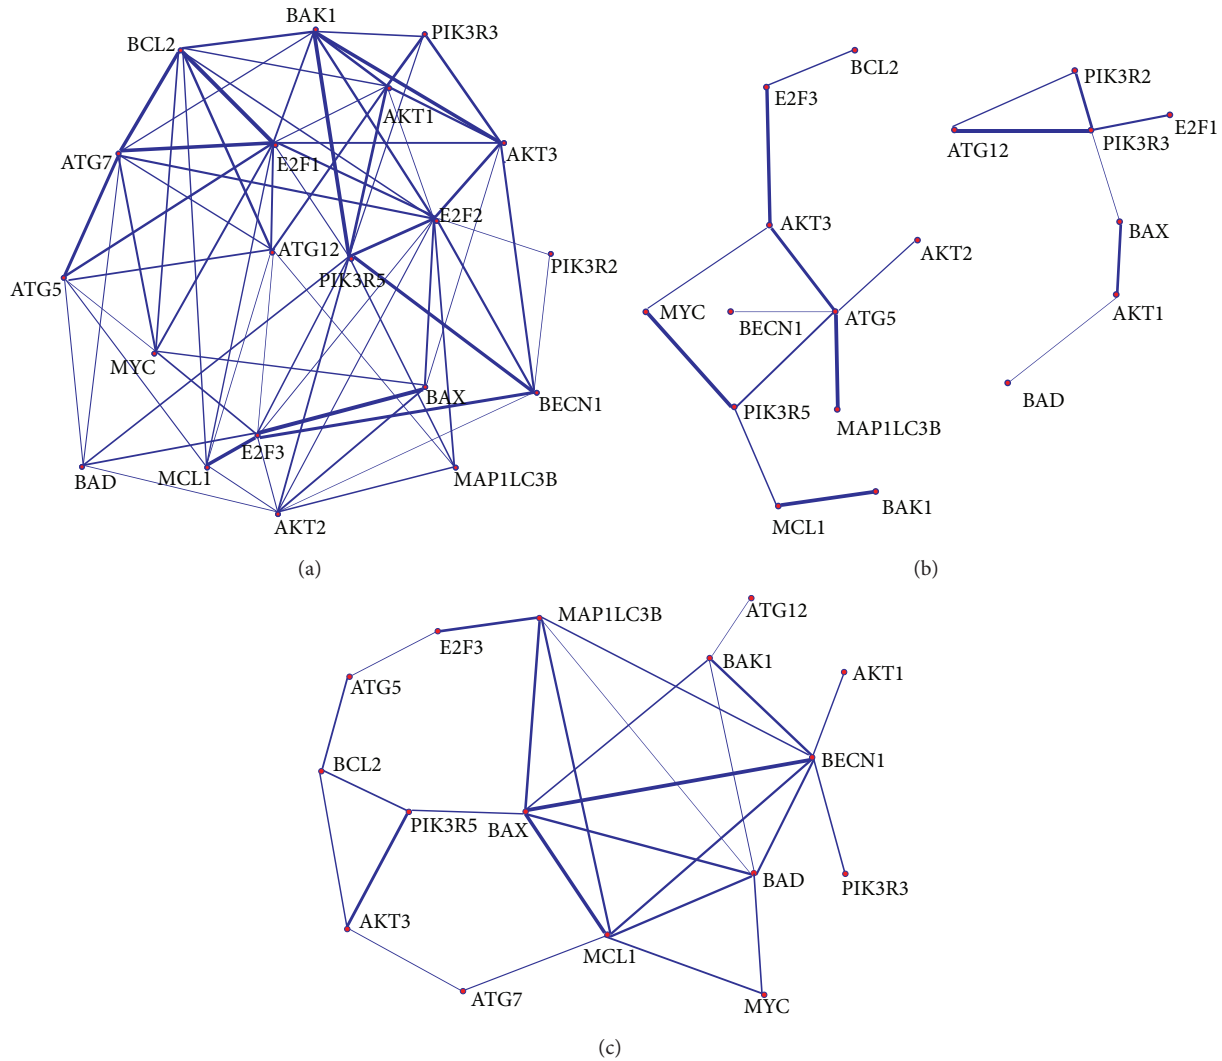 BAK1
PIK3R3
BCL2
AKT1
ATG7
E2F1
AKT3
E2F2
ATG12
PIK3R5
PIK3R2
ATG5
MYC
BAX
BECN1
E2F3
BAD
MCL1
MAP1LC3B
AKT2
(a)
BCL2
E2F3
PIK3R2
E2F1
ATG12
PIK3R3
AKT3
BAX
AKT2
MYC
BECN1
ATG5
AKT1
PIK3R5
MAP1LC3B
BAD
BAK1
MCL1
(b)
MAP1LC3B
ATG12
E2F3
BAK1
AKT1
ATG5
BECN1
BCL2
PIK3R5
BAX
BAD
PIK3R3
AKT3
MCL1
ATG7
MYC
(c)